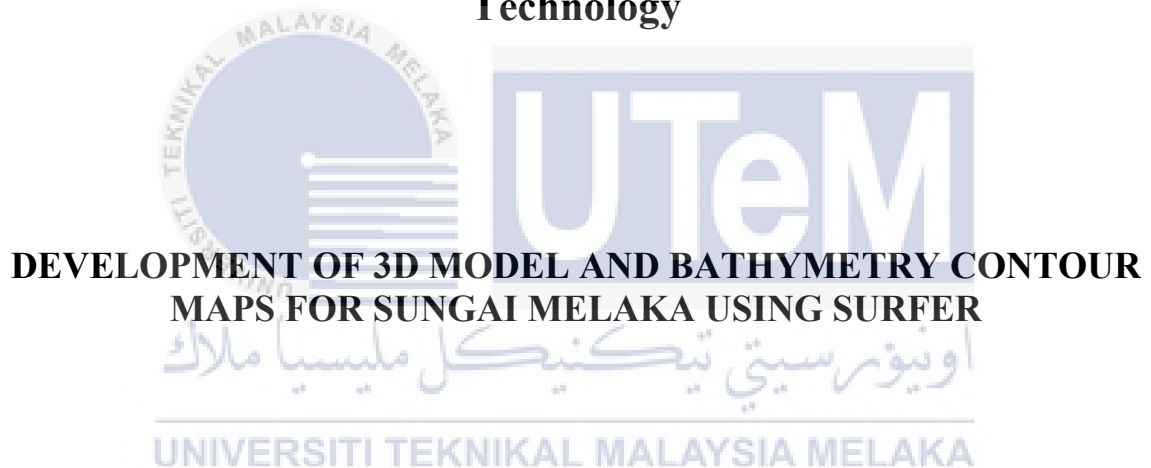 Technology
UNIVERSITI TEKNIKAL MALAYSIA MELAKA
UTeM
DEVELOPMENT OF 3D MODEL AND BATHYMETRY CONTOUR
MAPS FOR SUNGAI MELAKA USING SURFER
اونيۏرسيتي تيكنيكل مليسيا ملاك
UNIVERSITI TEKNIKAL MALAYSIA MELAKA